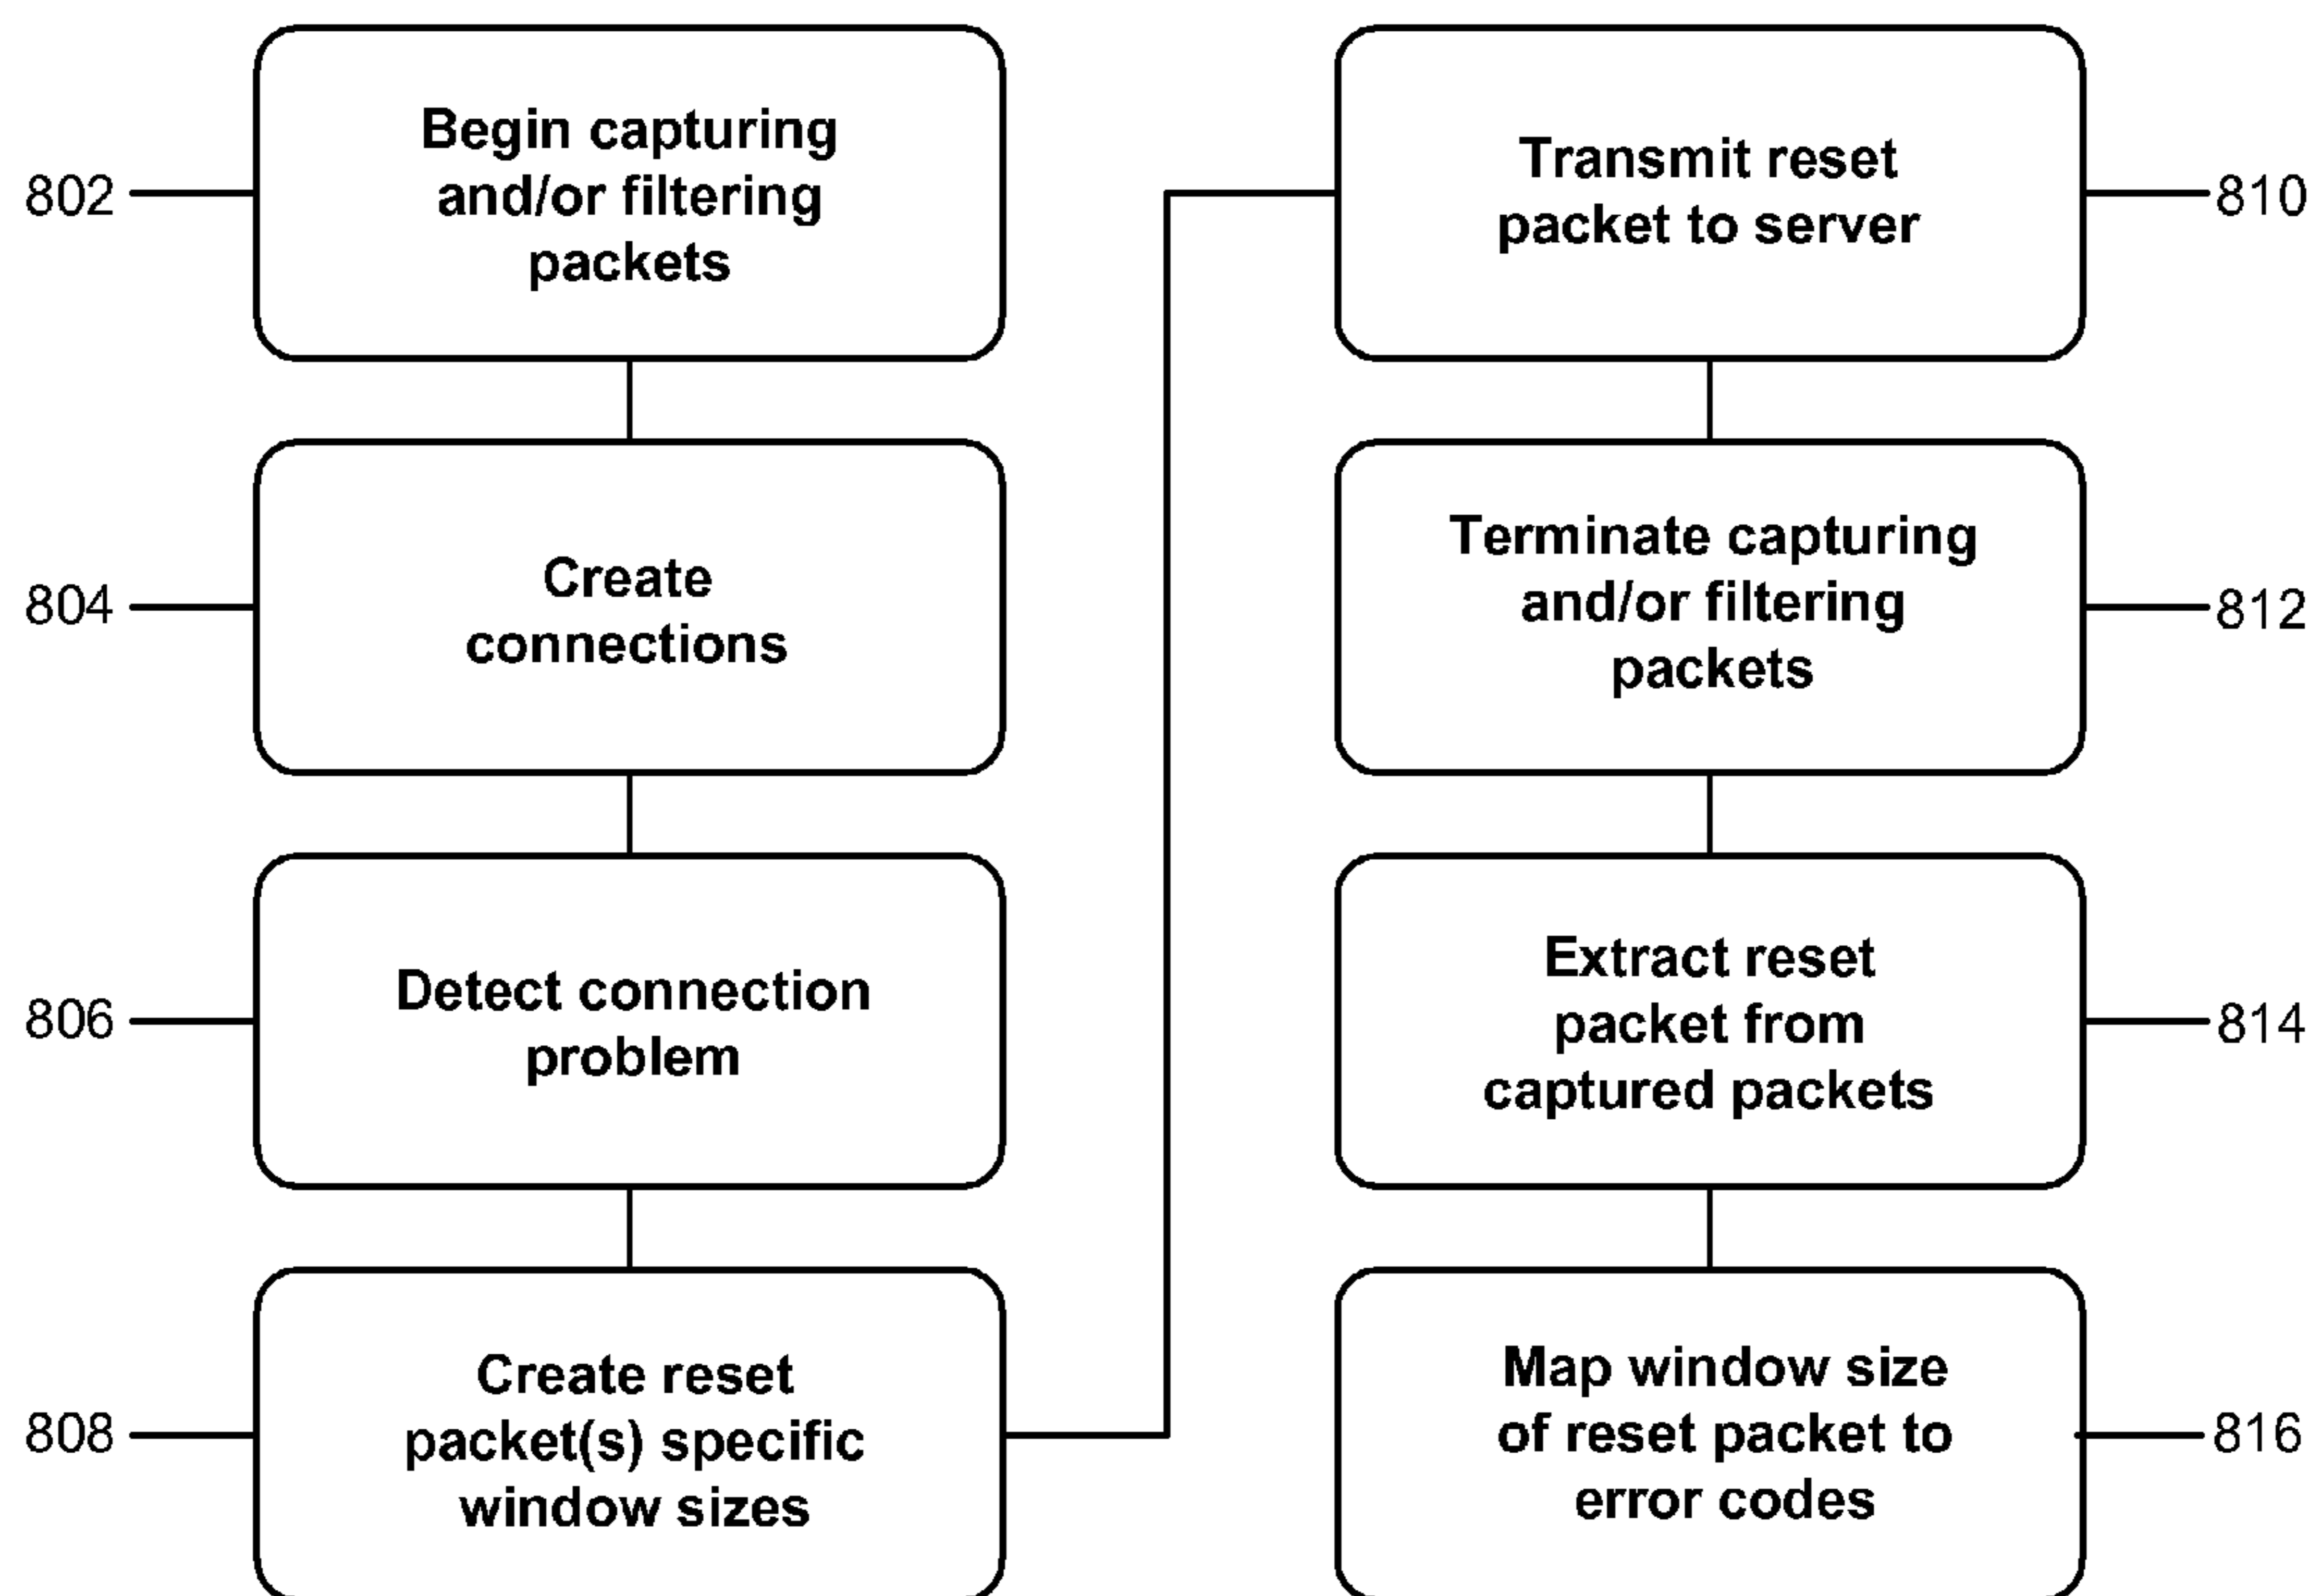 802
Begin capturing
and/or filtering
packets
804
Create
connections
806
Detect connection
problem
808
Create reset
packet(s) specific
window sizes
Transmit reset
packet to server
810
Terminate capturing
and/or filtering
packets
812
Extract reset
packet from
captured packets
814
Map window size
of reset packet to
error codes
816